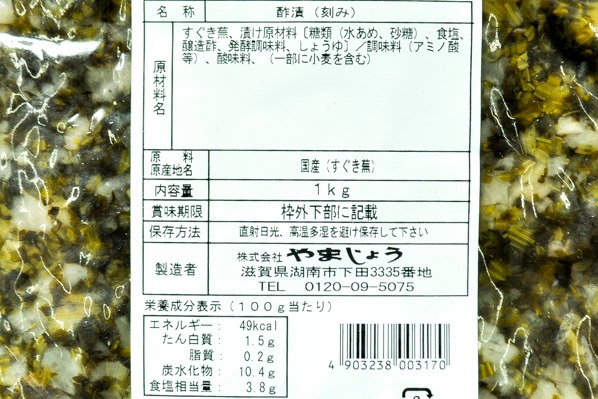 名 称 酢漬（刻み）
原材料名 すぐき蕪、漬け原材料〔糖類（水あめ、砂糖）、食塩、
醸造酢、発酵調味料、しょうゆ〕／調味料（アミノ酸
等）、酸味料、（一部に小麦を含む）
原料原産地名 国産（すぐき蕪）
内容量 1kg
賞味期限 枠外下部に記載
保存方法 直射日光、高温多湿を避け保存して下さい
製造者 株式会社 やまじょう
滋賀県湖南市下田3335番地
TEL 0120-09-5075
栄養成分表示（100g当たり）
エネルギー： 49kcal
たん白質： 1.5g
脂質： 0.2g
炭水化物： 10.4g
食塩相当量： 3.8g
4 903238 003170